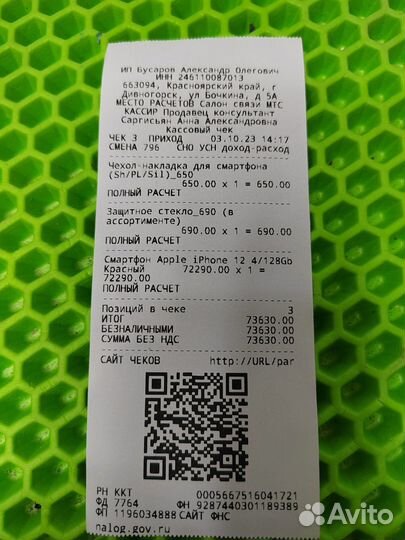 ИП Бусаров Александр Олегович
ИНН 246110087013
663094, Красноярский край, г
Дивногорск, ул Бочкина, д 5А
МЕСТО РАСЧЕТОВ Салон связи МТС
КАССИР Продавец консультант
Саргисьян Анна Александровна
Кассовый чек
ЧЕК 3 ПРИХОД 03.10.23 14:17
СМЕНА 796 СНО УСН доход-расход
Чехол-накладка для смартфона
(Sh/PL/Sil)_650
650.00 x 1 = 650.00
ПОЛНЫЙ РАСЧЕТ
Защитное стекло_690 (в
ассортименте)
690.00 x 1 = 690.00
ПОЛНЫЙ РАСЧЕТ
Смартфон Apple iPhone 12 4/128Gb
Красный 72290.00 x 1 =
72290.00
ПОЛНЫЙ РАСЧЕТ
Позиций в чеке 3
ИТОГ 73630.00
БЕЗНАЛИЧНЫМИ 73630.00
СУММА БЕЗ НДС 73630.00
САЙТ ЧЕКОВ http://URL/par
РН ККТ 0005667516041721
ФД 7764 ФН 9287440301189389
ФП 1196034888 САЙТ ФНС
nalog.gov.ru
Avito